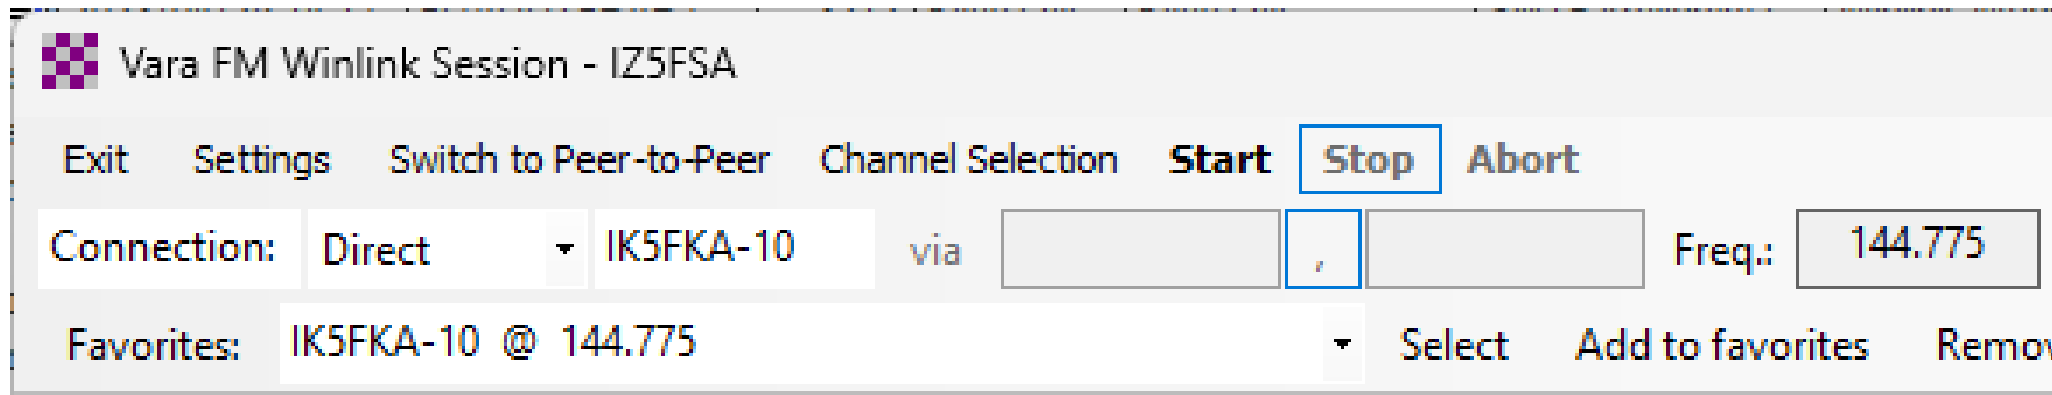 Vara FM Winlink Session - IZ5FSA
Exit Settings Switch to Peer-to-Peer Channel Selection Start Stop Abort
Connection: Direct IK5FKA-10 via , Freq.: 144.775
Favorites: IK5FKA-10 @ 144.775 Select Add to favorites Remov